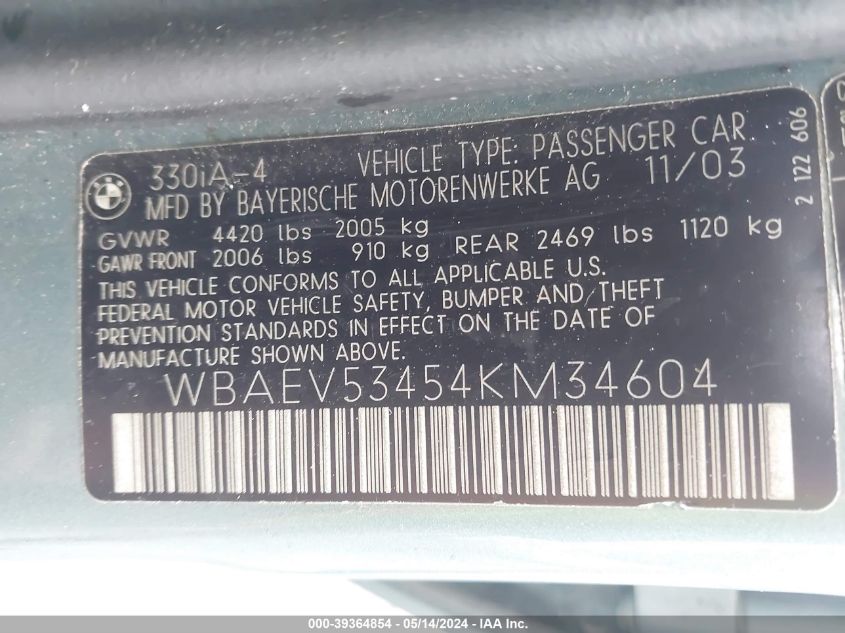 330iA-4 VEHICLE TYPE: PASSENGER CAR
MFD BY BAYERISCHE MOTORENWERKE AG 11/03
GVWR 4420 lbs 2005 kg
GAWR FRONT 2006 lbs 910 kg REAR 2469 lbs 1120 kg
THIS VEHICLE CONFORMS TO ALL APPLICABLE U.S.
FEDERAL MOTOR VEHICLE SAFETY, BUMPER AND THEFT
PREVENTION STANDARDS IN EFFECT ON THE DATE OF
MANUFACTURE SHOWN ABOVE.
WBAEV53454KM34604
2 122 606
000-39364854 - 05/14/2024 - IAA Inc.